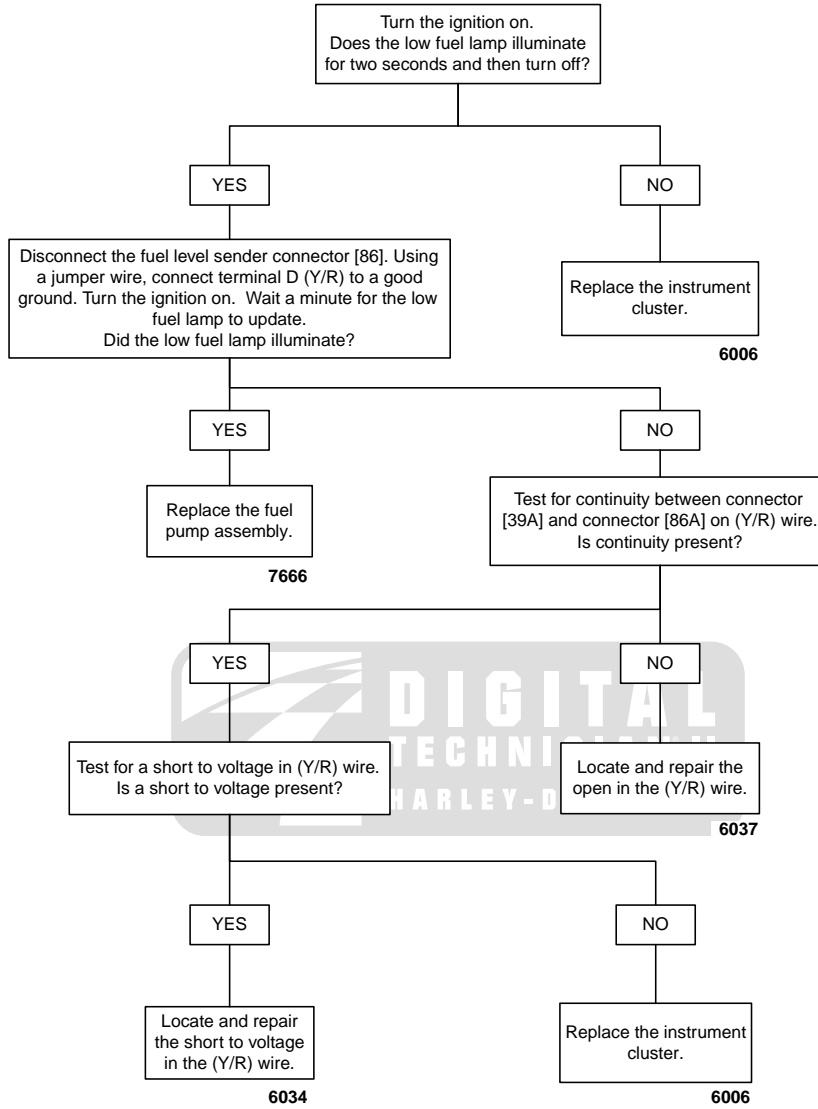 Turn the ignition on.
Does the low fuel lamp illuminate
for two seconds and then turn off?
YES
NO
Disconnect the fuel level sender connector [86]. Using
a jumper wire, connect terminal D (Y/R) to a good
ground. Turn the ignition on. Wait a minute for the low
fuel lamp to update.
Did the low fuel lamp illuminate?
Replace the instrument
cluster.
6006
YES
NO
Replace the fuel
pump assembly.
7666
Test for continuity between connector
[39A] and connector [86A] on (Y/R) wire.
Is continuity present?
YES
NO
DIGITAL
Test for a short to voltage in (Y/R) wire.
Is a short to voltage present?
Locate and repair the
open in the (Y/R) wire.
6037
YES
NO
Locate and repair
the short to voltage
in the (Y/R) wire.
6034
Replace the instrument
cluster.
6006